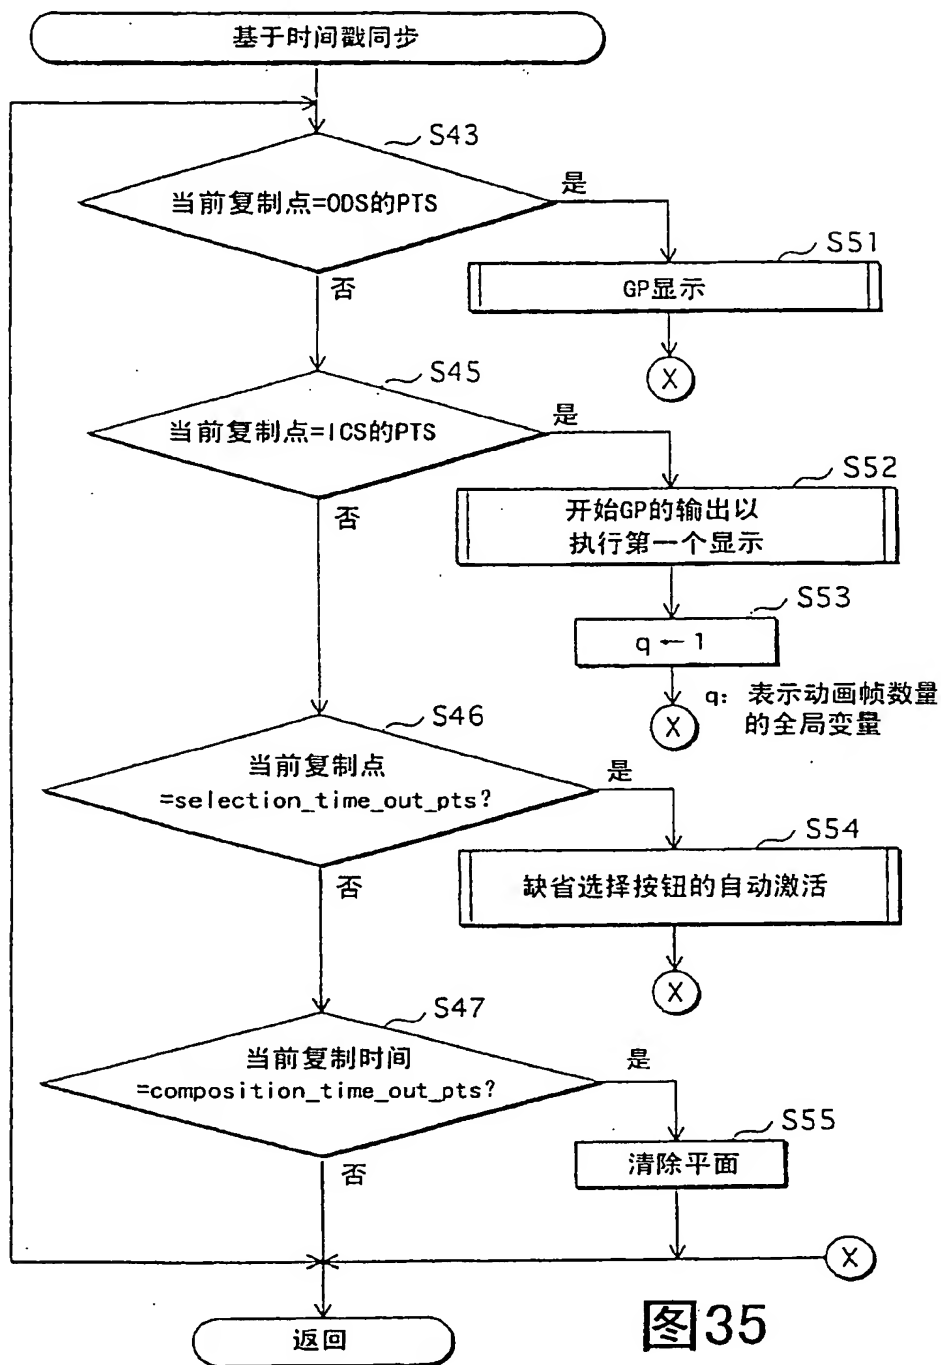 基于时间戳同步
S43
当前复制点=ODS的PTS
是
否
S51
GP显示
X
S45
当前复制点=ICS的PTS
是
否
S52
开始GP的输出以
执行第一个显示
S53
q←1
X
q: 表示动画帧数量
的全局变量
S46
当前复制点
=selection_time_out_pts?
是
否
S54
缺省选择按钮的自动激活
X
S47
当前复制时间
=composition_time_out_pts?
是
否
S55
清除平面
X
返回
图35